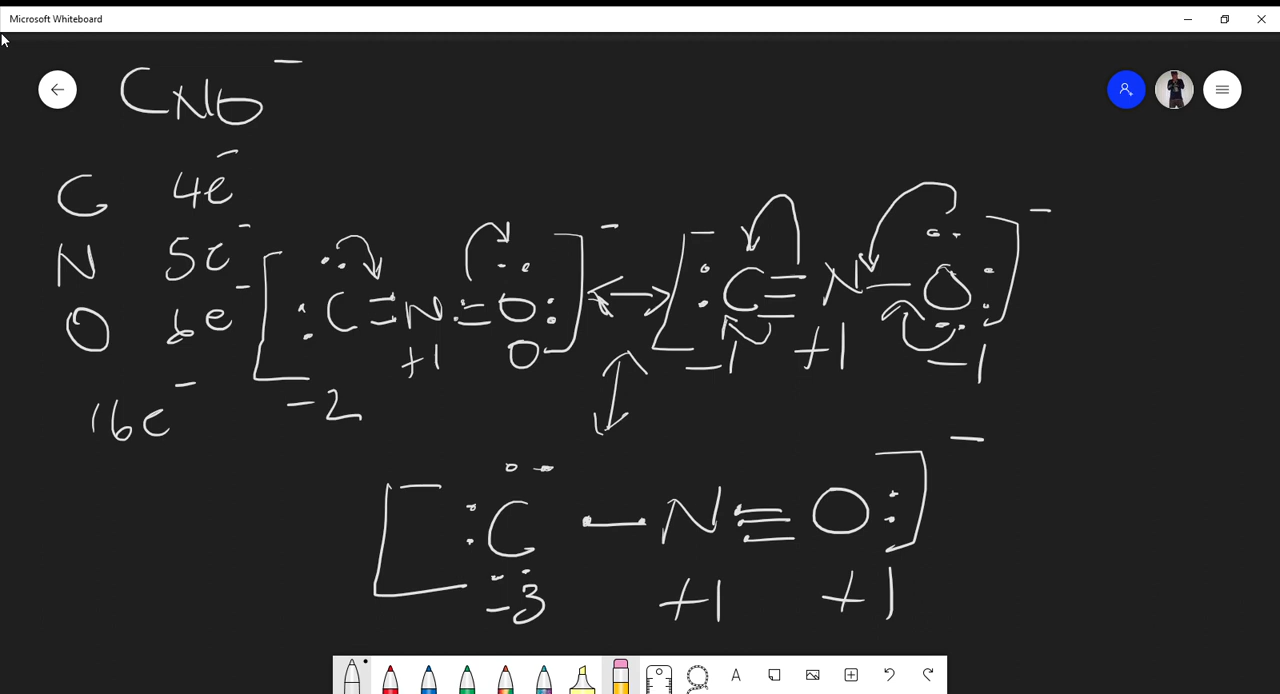 Microsoft Whiteboard
CNO⁻
C 4e⁻
N 5e⁻
O 6e⁻
16e⁻
[:C̈=N=Ö:]⁻ ↔ [:C≡N-Ö̤:]⁻
-2 +1 0 -1 +1 -1
↕
[:C̤̈-N≡O:]⁻
-3 +1 +1
A